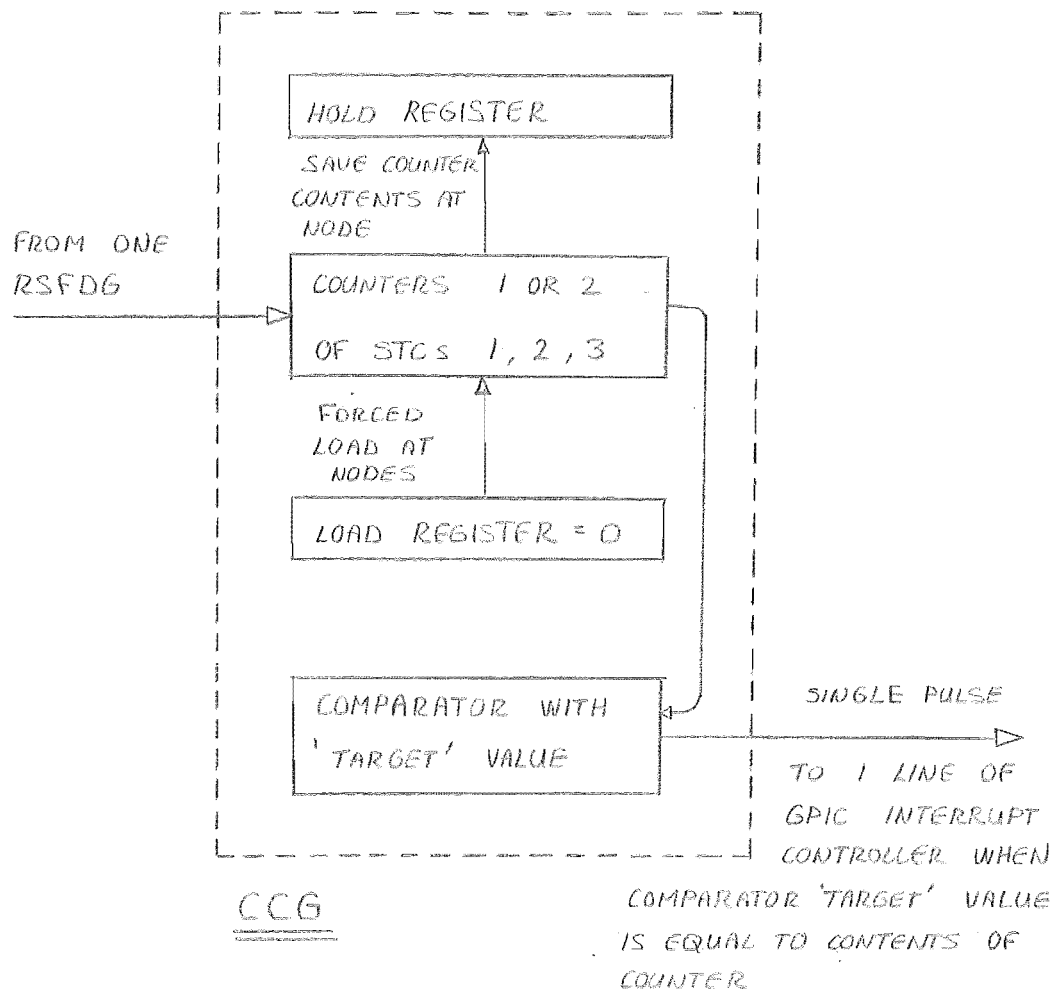 HOLD REGISTER
SAVE COUNTER
CONTENTS AT
NODE
FROM ONE
RSFDG
COUNTERS 1 OR 2
OF STCs 1, 2, 3
FORCED
LOAD AT
NODES
LOAD REGISTER = 0
COMPARATOR WITH
'TARGET' VALUE
SINGLE PULSE
TO 1 LINE OF
GPIC INTERRUPT
CONTROLLER WHEN
COMPARATOR 'TARGET' VALUE
IS EQUAL TO CONTENTS OF
COUNTER
CCG